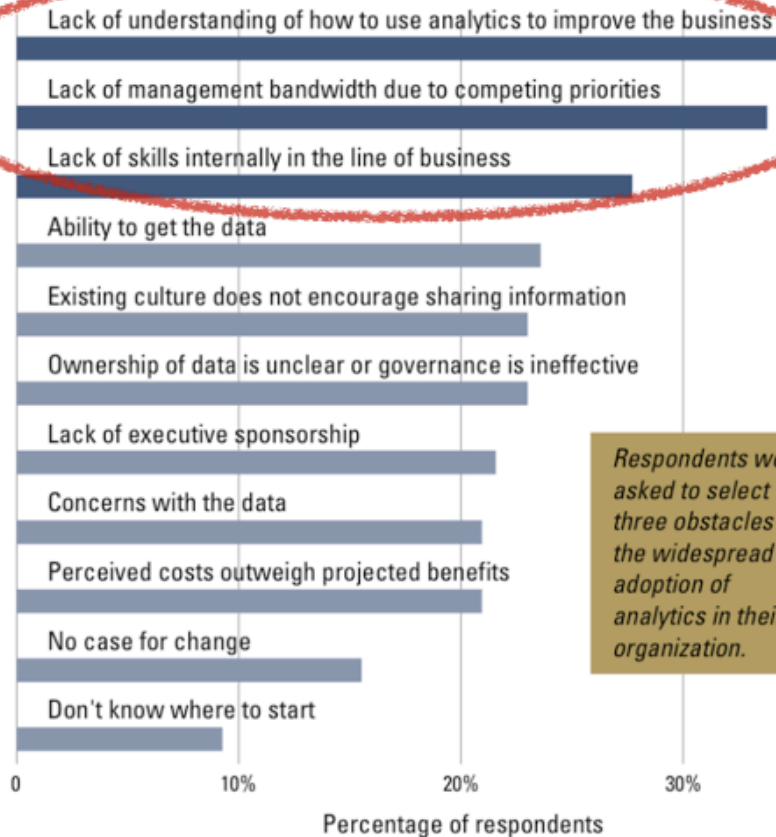 Lack of understanding of how to use analytics to improve the business
Lack of management bandwidth due to competing priorities
Lack of skills internally in the line of business
Ability to get the data
Existing culture does not encourage sharing information
Ownership of data is unclear or governance is ineffective
Lack of executive sponsorship
Concerns with the data
Perceived costs outweigh projected benefits
No case for change
Don't know where to start
Respondents
asked to select
three obstacles
the widespread
adoption of
analytics in
organization.
0 10% 20% 30%
Percentage of respondents